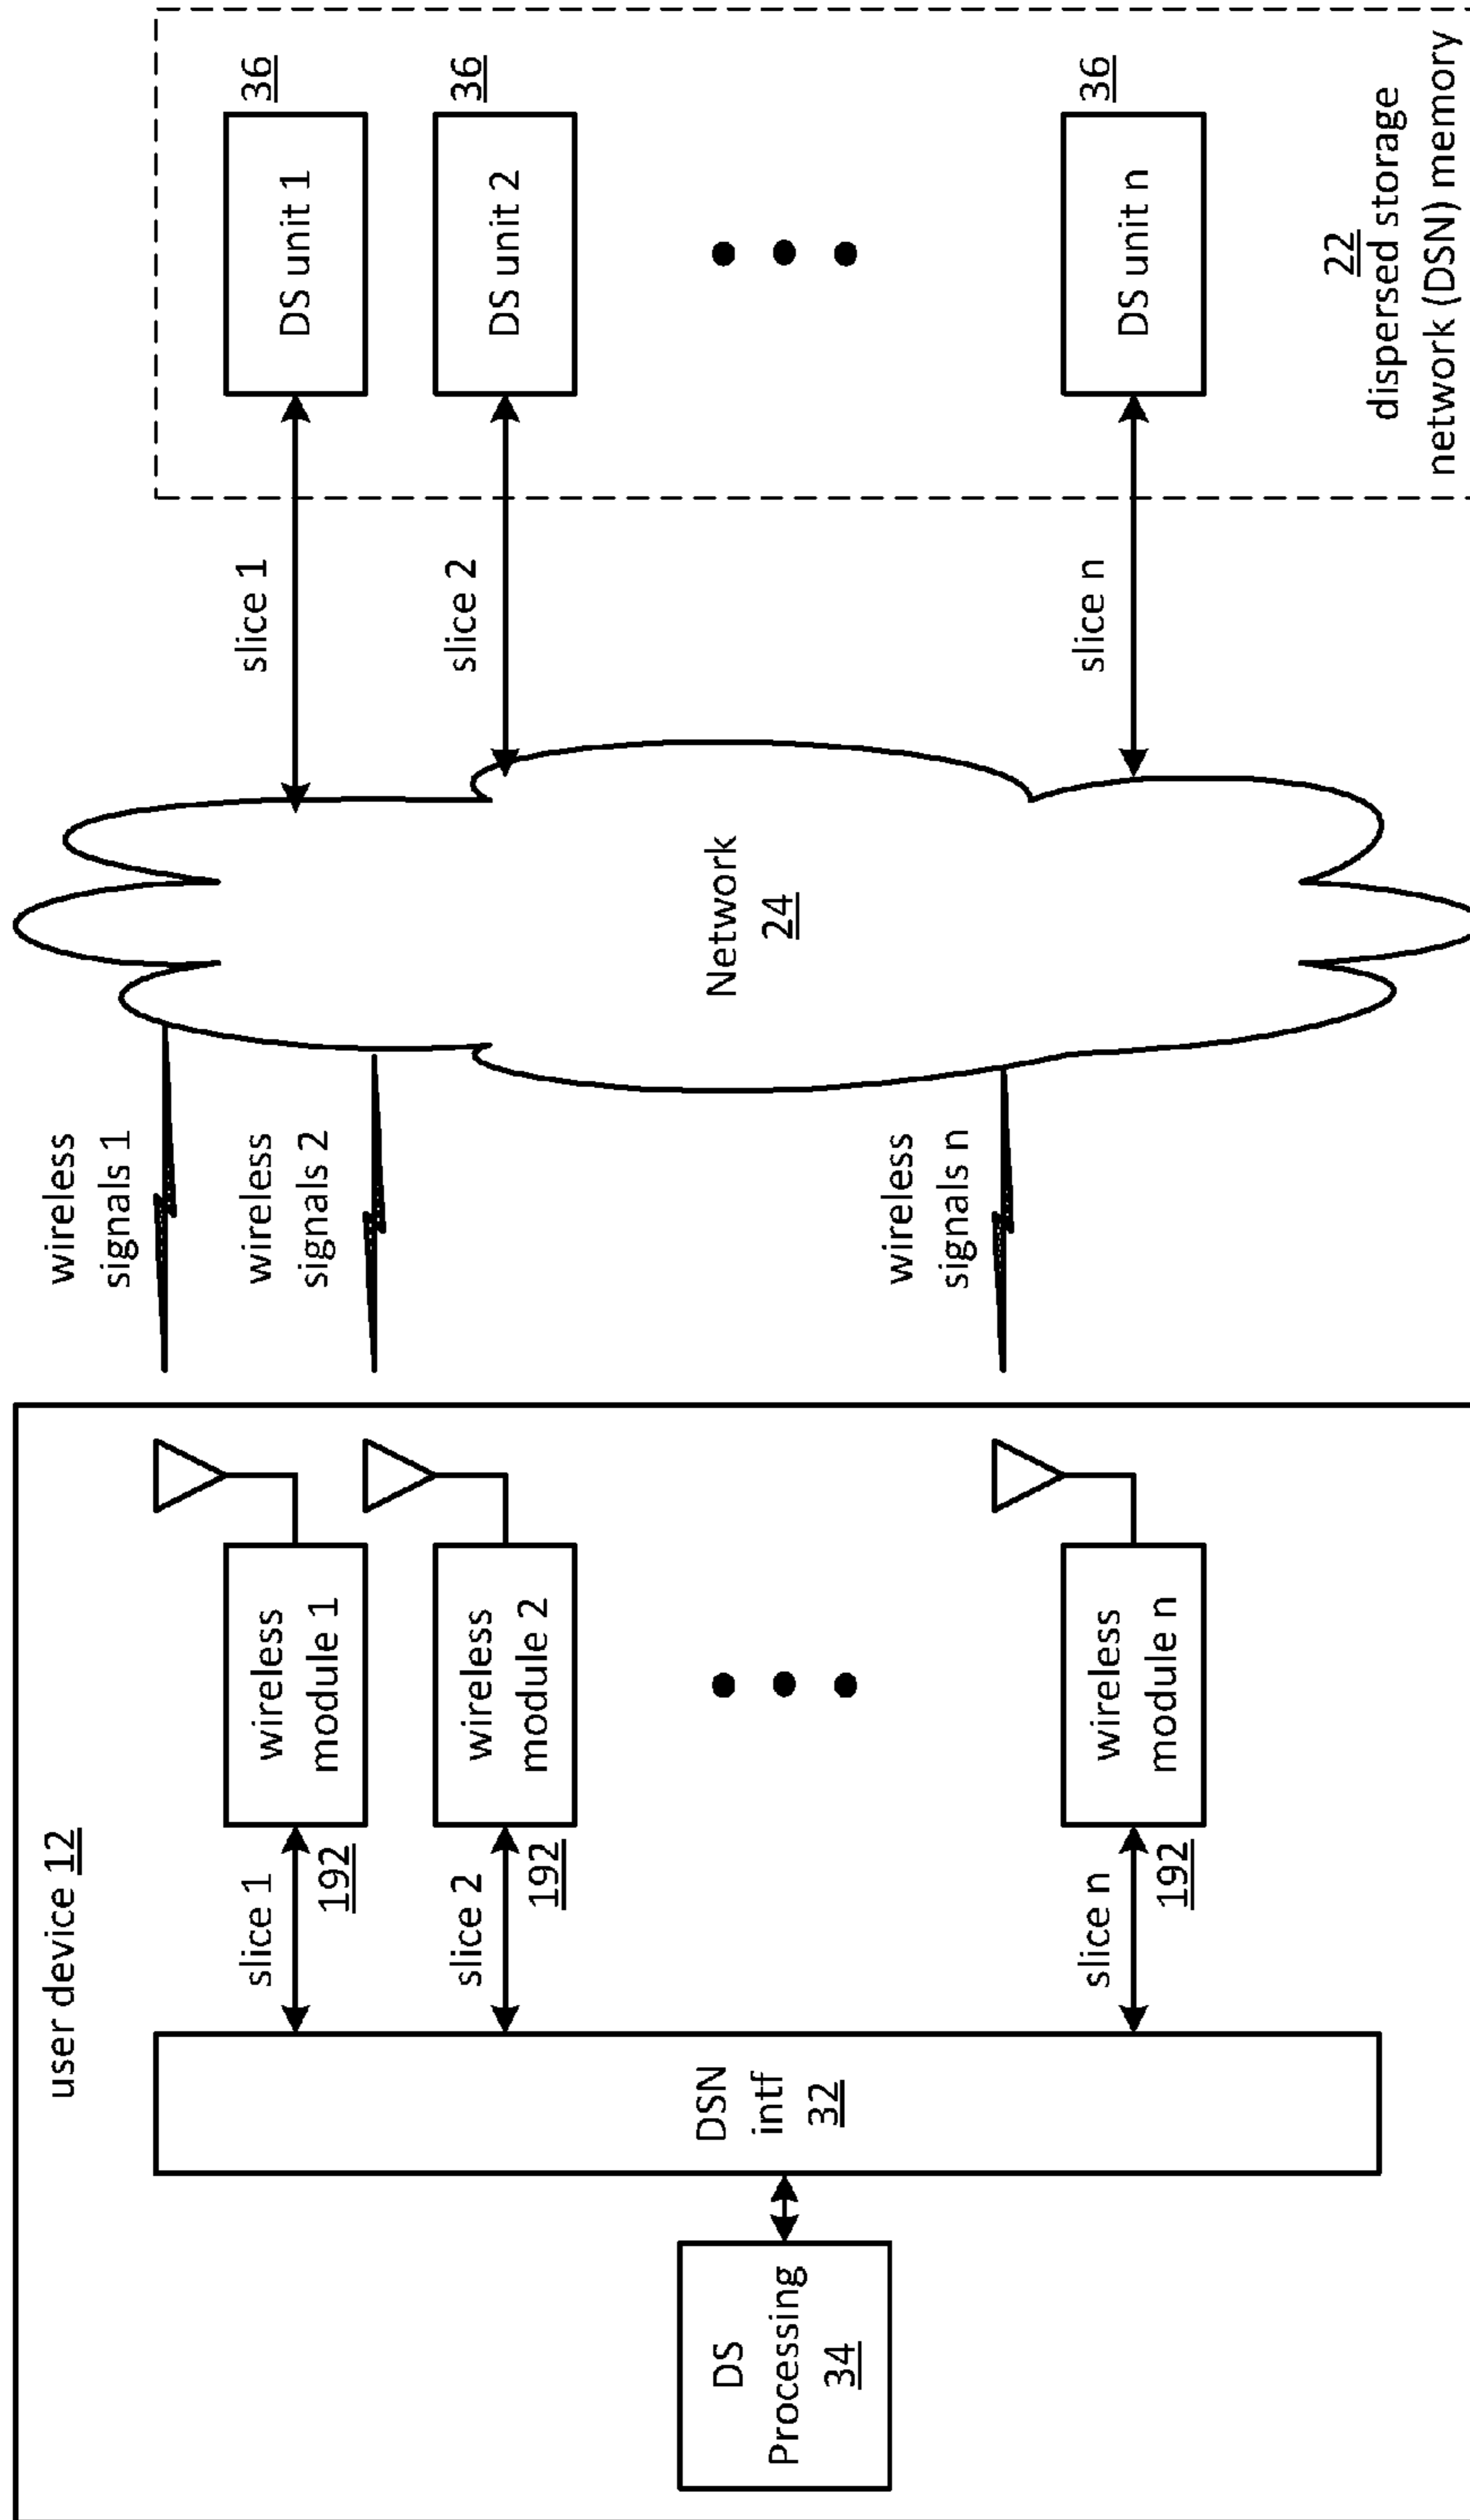 user device 12
DS
Processing
34
DSN
intf
32
slice 1
192
slice 2
192
slice n
192
wireless
module 1
wireless
module 2
wireless
module n
wireless
signals 1
wireless
signals 2
wireless
signals n
Network
24
slice 1
slice 2
slice n
DS unit 1
36
DS unit 2
36
DS unit n
36
22
dispersed storage
network (DSN) memory